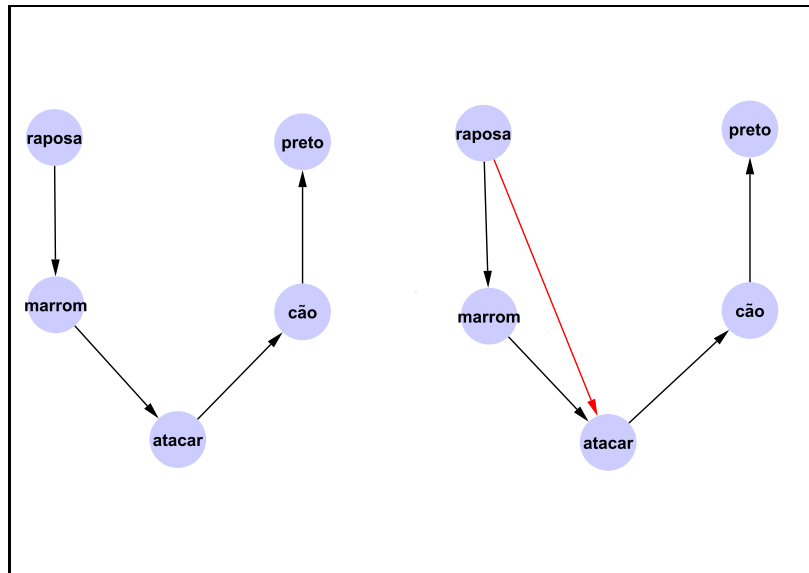 raposa
preto
marrom
cão
atacar
raposa
preto
marrom
cão
atacar